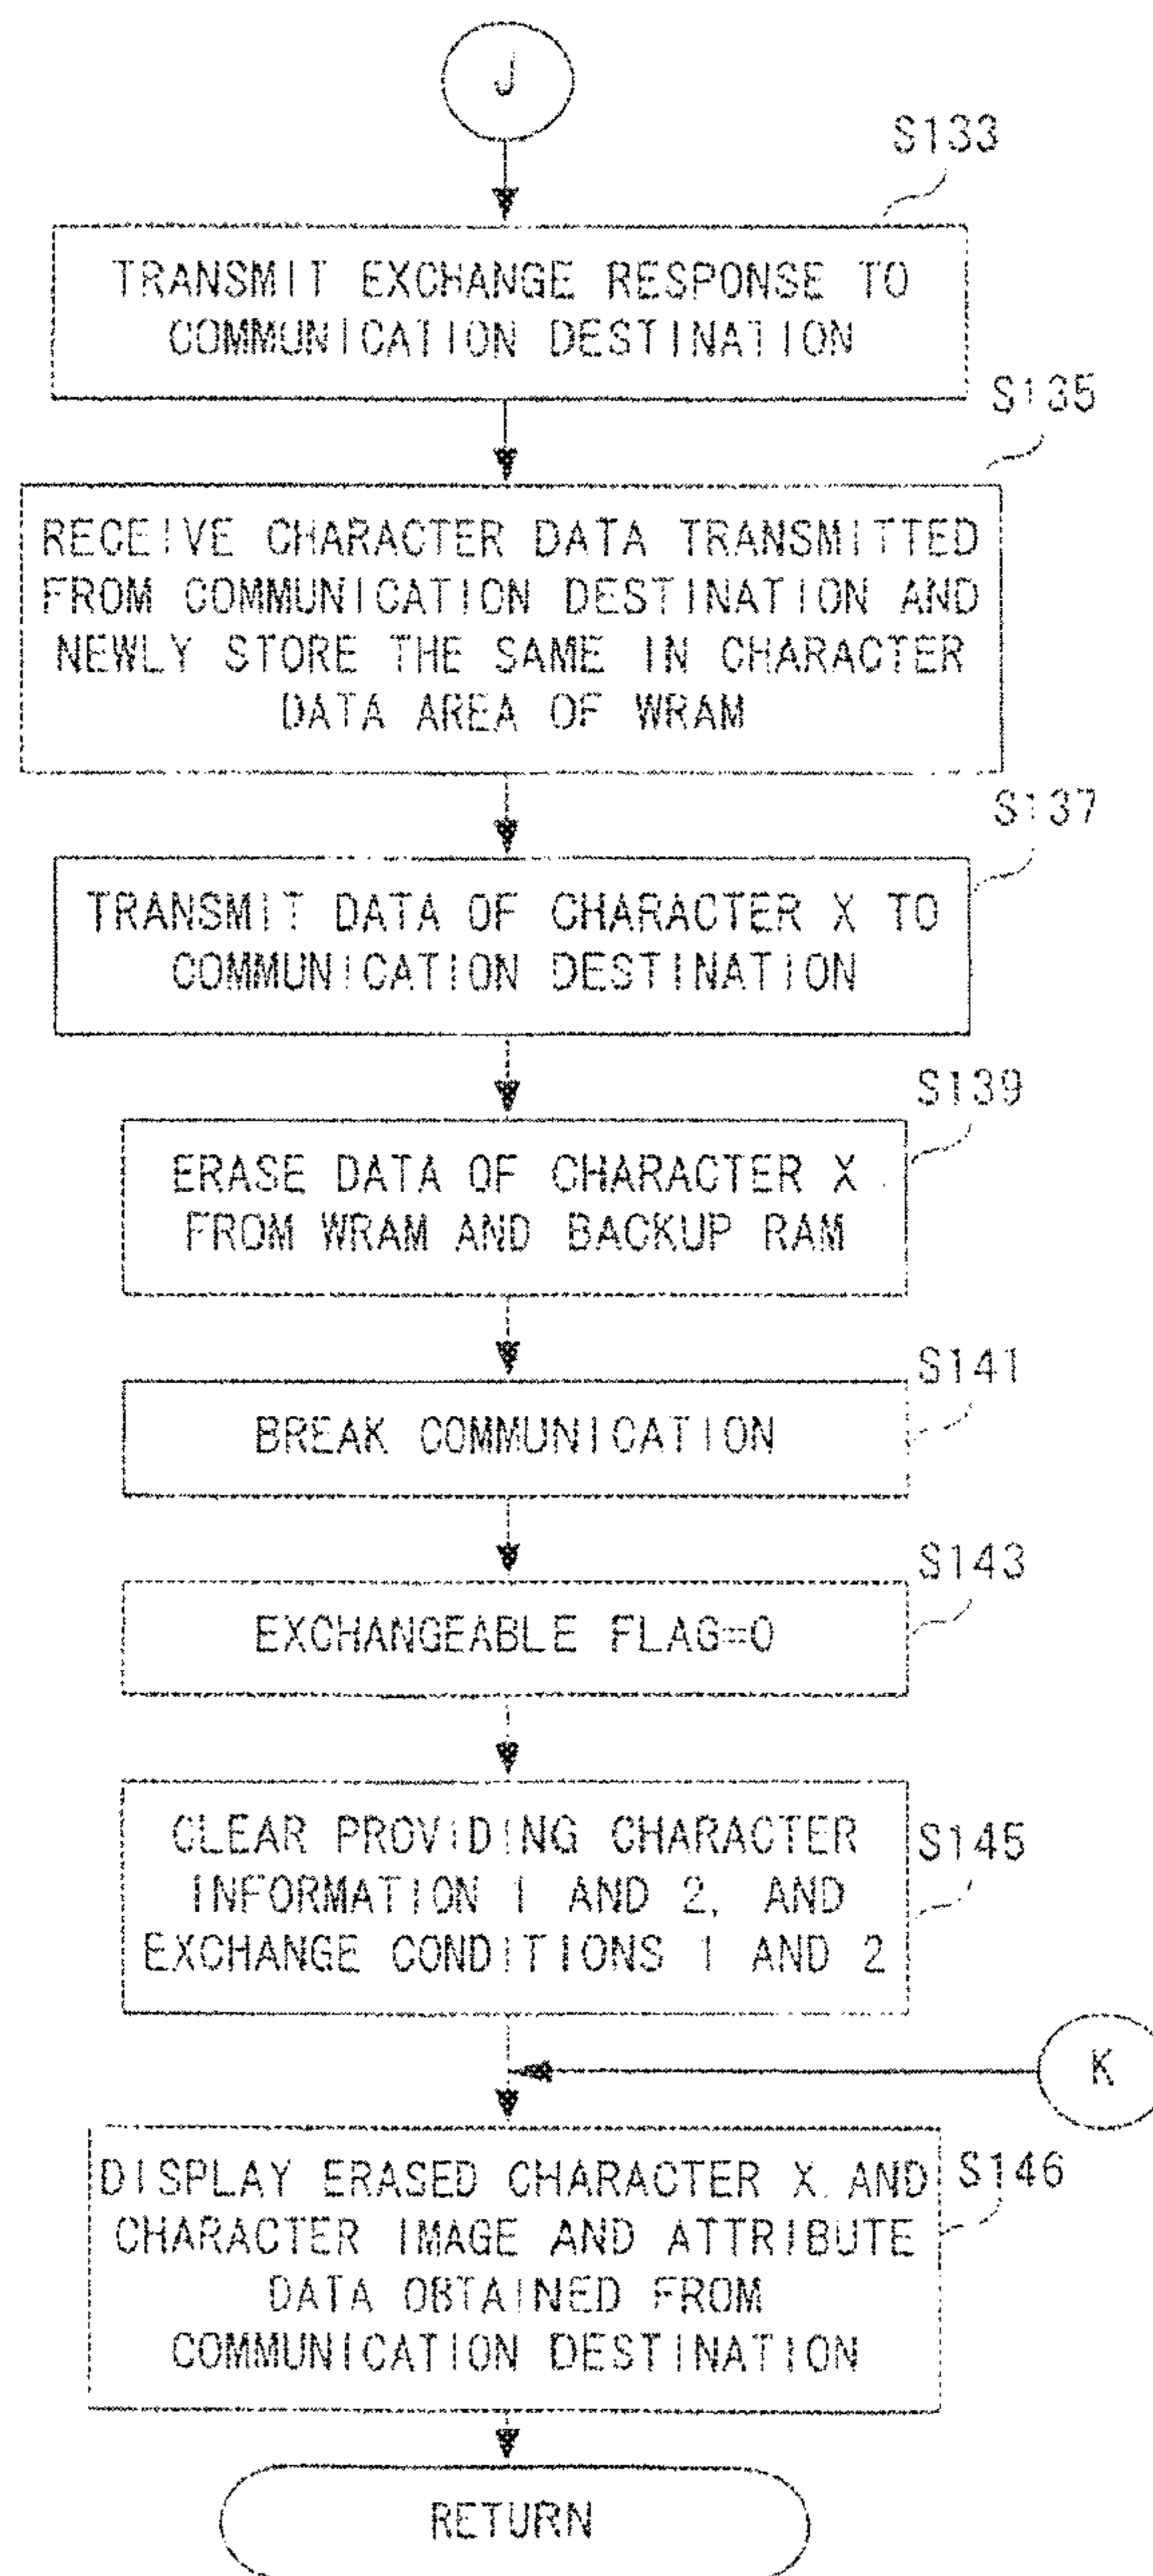 J
S133
TRANSMIT EXCHANGE RESPONSE TO
COMMUNICATION DESTINATION
S135
RECEIVE CHARACTER DATA TRANSMITTED
FROM COMMUNICATION DESTINATION AND
NEWLY STORE THE SAME IN CHARACTER
DATA AREA OF WRAM
S137
TRANSMIT DATA OF CHARACTER X TO
COMMUNICATION DESTINATION
S139
ERASE DATA OF CHARACTER X
FROM WRAM AND BACKUP RAM
S141
BREAK COMMUNICATION
S143
EXCHANGEABLE FLAG=0
CLEAR PROVIDING CHARACTER
S145
INFORMATION 1 AND 2, AND
EXCHANGE CONDITIONS 1 AND 2
K
DISPLAY ERASED CHARACTER X AND
S146
CHARACTER IMAGE AND ATTRIBUTE
DATA OBTAINED FROM
COMMUNICATION DESTINATION
RETURN